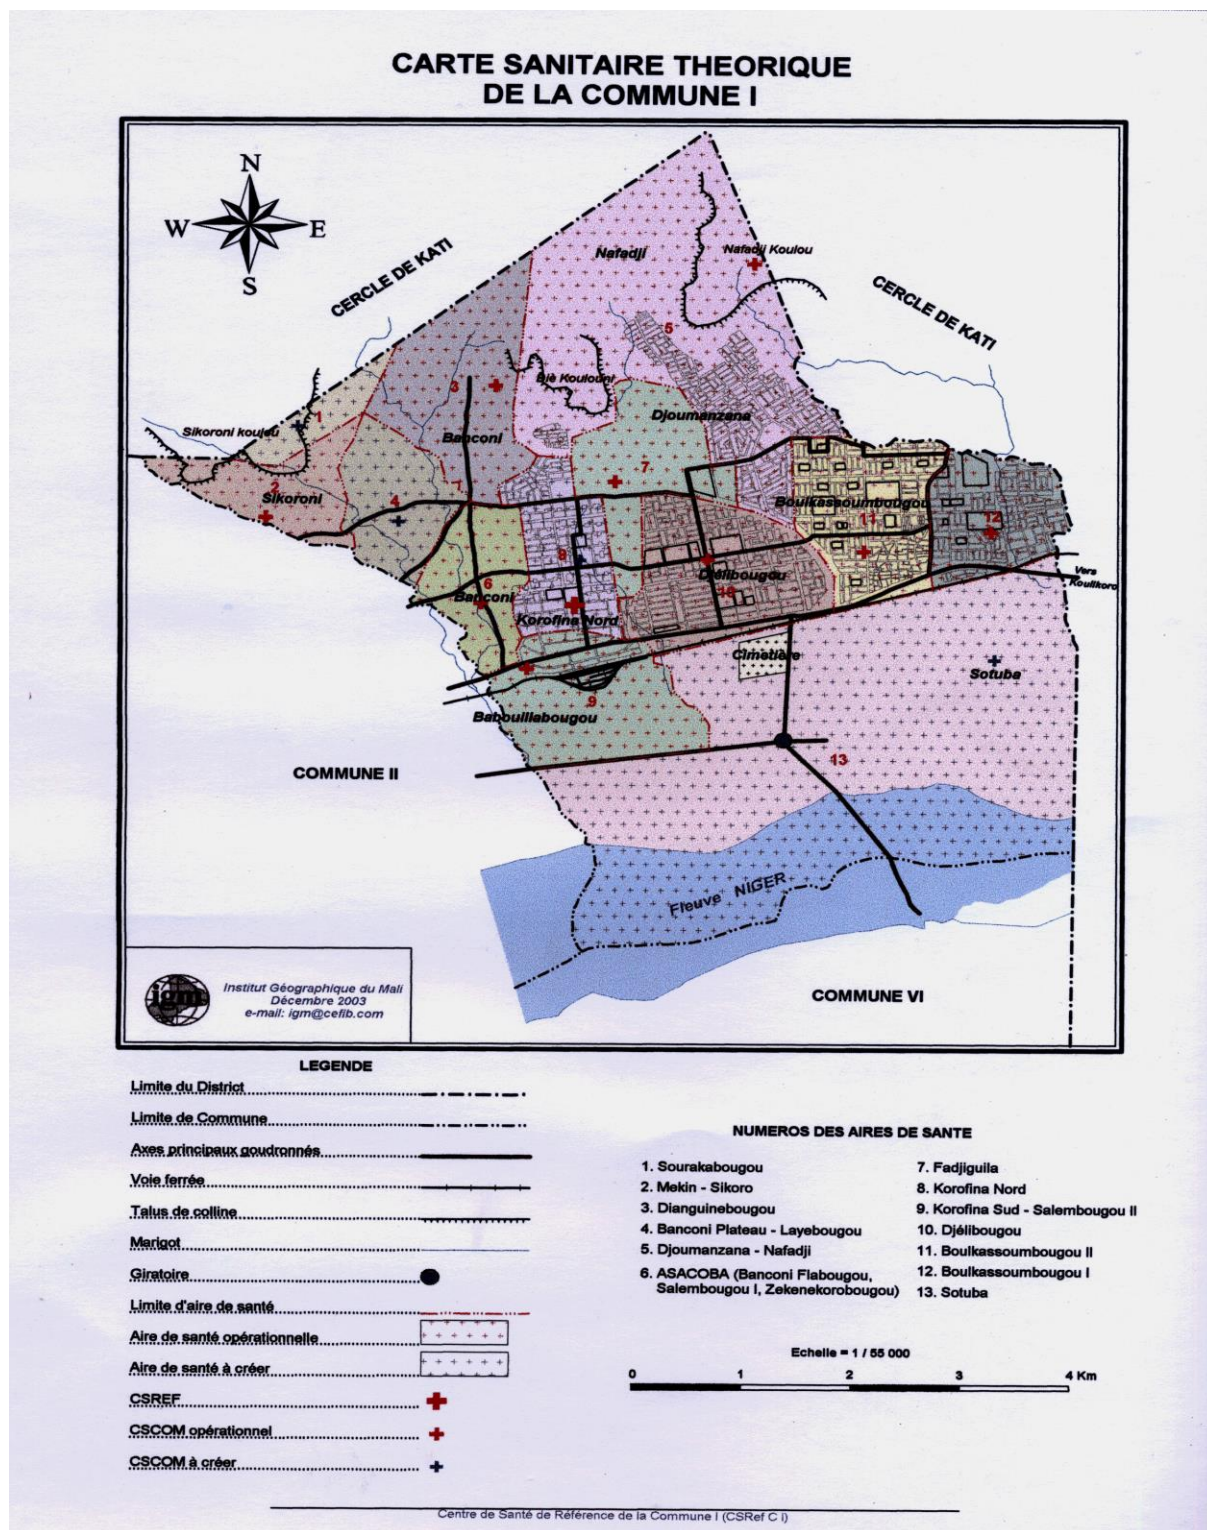 CARTE SANITAIRE THEORIQUE
DE LA COMMUNE I
N
W
E
S
CERCLE DE KATI
CERCLE DE KATI
Nafadji
Nafadji Koulou
5
Biè Koulouni
Djoumanzana
3
Banconi
1
Sikoroni koulou
2
Sikoroni
4
7
Boulkassoumbougou
11
12
8
6
Banconi
Djélibougou
10
Korofina Nord
Vers
Koulikoro
Cimetière
Sotuba
9
Babouillabougou
13
COMMUNE II
Fleuve NIGER
COMMUNE VI
igm
Institut Géographique du Mali
Décembre 2003
e-mail: igm@cefib.com
LEGENDE
Limite du District
Limite de Commune
Axes principaux goudronnés
Voie ferrée
Talus de colline
Marigot
Giratoire
Limite d'aire de santé
Aire de santé opérationnelle
Aire de santé à créer
CSREF
CSCOM opérationnel
CSCOM à créer
NUMEROS DES AIRES DE SANTE
1. Sourakabougou
2. Mekin - Sikoro
3. Dianguinebougou
4. Banconi Plateau - Layebougou
5. Djoumanzana - Nafadji
6. ASACOBA (Banconi Flabougou,
Salembougou I, Zekenekorobougou)
7. Fadjiguila
8. Korofina Nord
9. Korofina Sud - Salembougou II
10. Djélibougou
11. Boulkassoumbougou II
12. Boulkassoumbougou I
13. Sotuba
Echelle = 1 / 55 000
0 1 2 3 4 Km
Centre de Santé de Référence de la Commune I (CSRef C i)